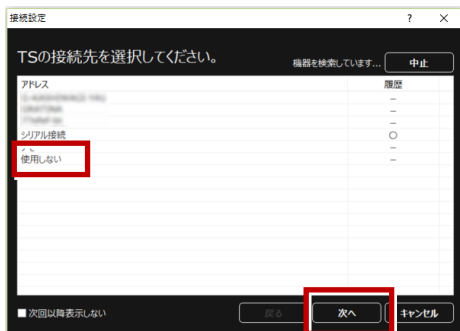 接続設定
? ×
TSの接続先を選択してください。
機器を検索しています... 中止
アドレス 履歴
–
–
–
シリアル接続 ○
–
使用しない –
次回以降表示しない
戻る 次へ キャンセル